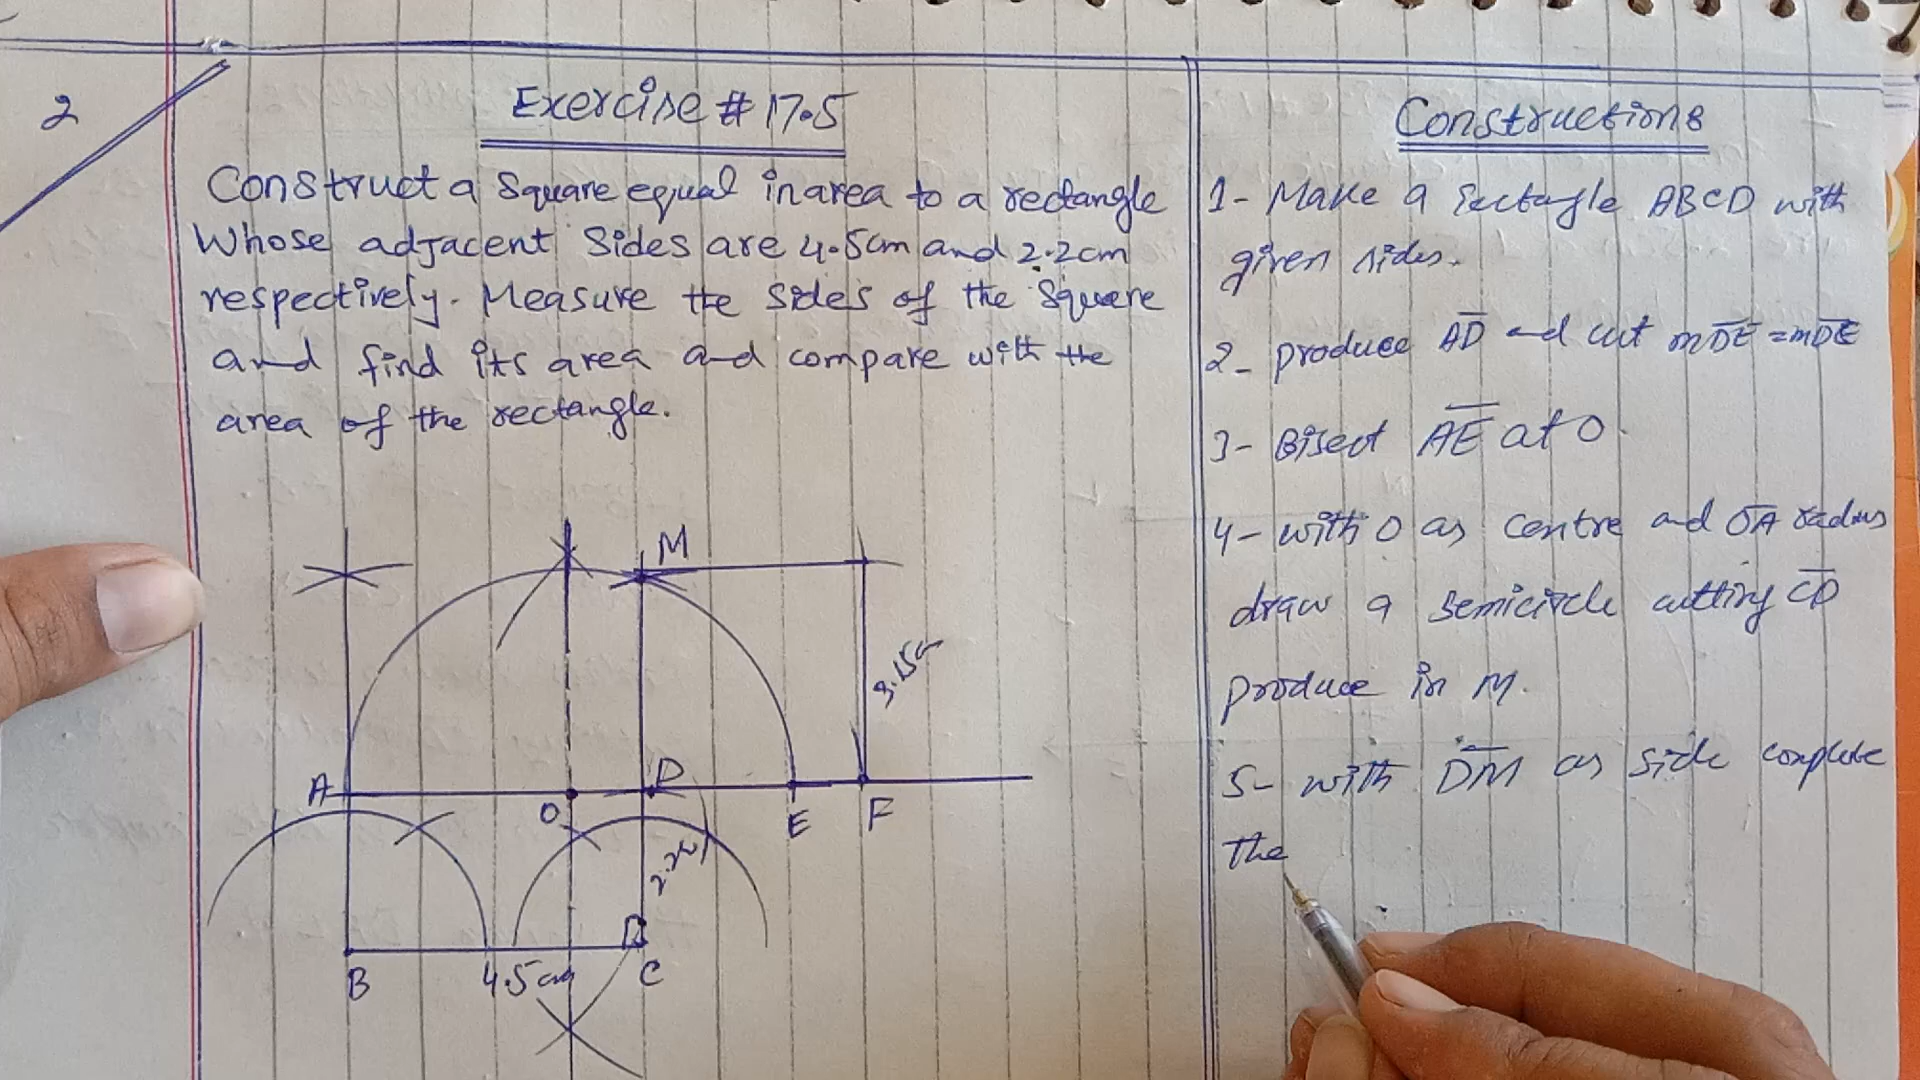 2
Exercise # 17.5
Construct a Square equal in area to a rectangle
Whose adjacent Sides are 4.5cm and 2.2cm
respectively. Measure the sides of the square
and find its area and compare with the
area of the rectangle.
M
3.15c
A
O
D
E
F
2.2c
B
4.5cm
C
Constructions
1- Make a rectangle ABCD with
given sides.
2- produce AD and cut mDE = mDE
3- Bisect AE at O.
4- with O as centre and OA radius
draw a semicircle cutting CD
produce in M.
5- with DM as side complete
the